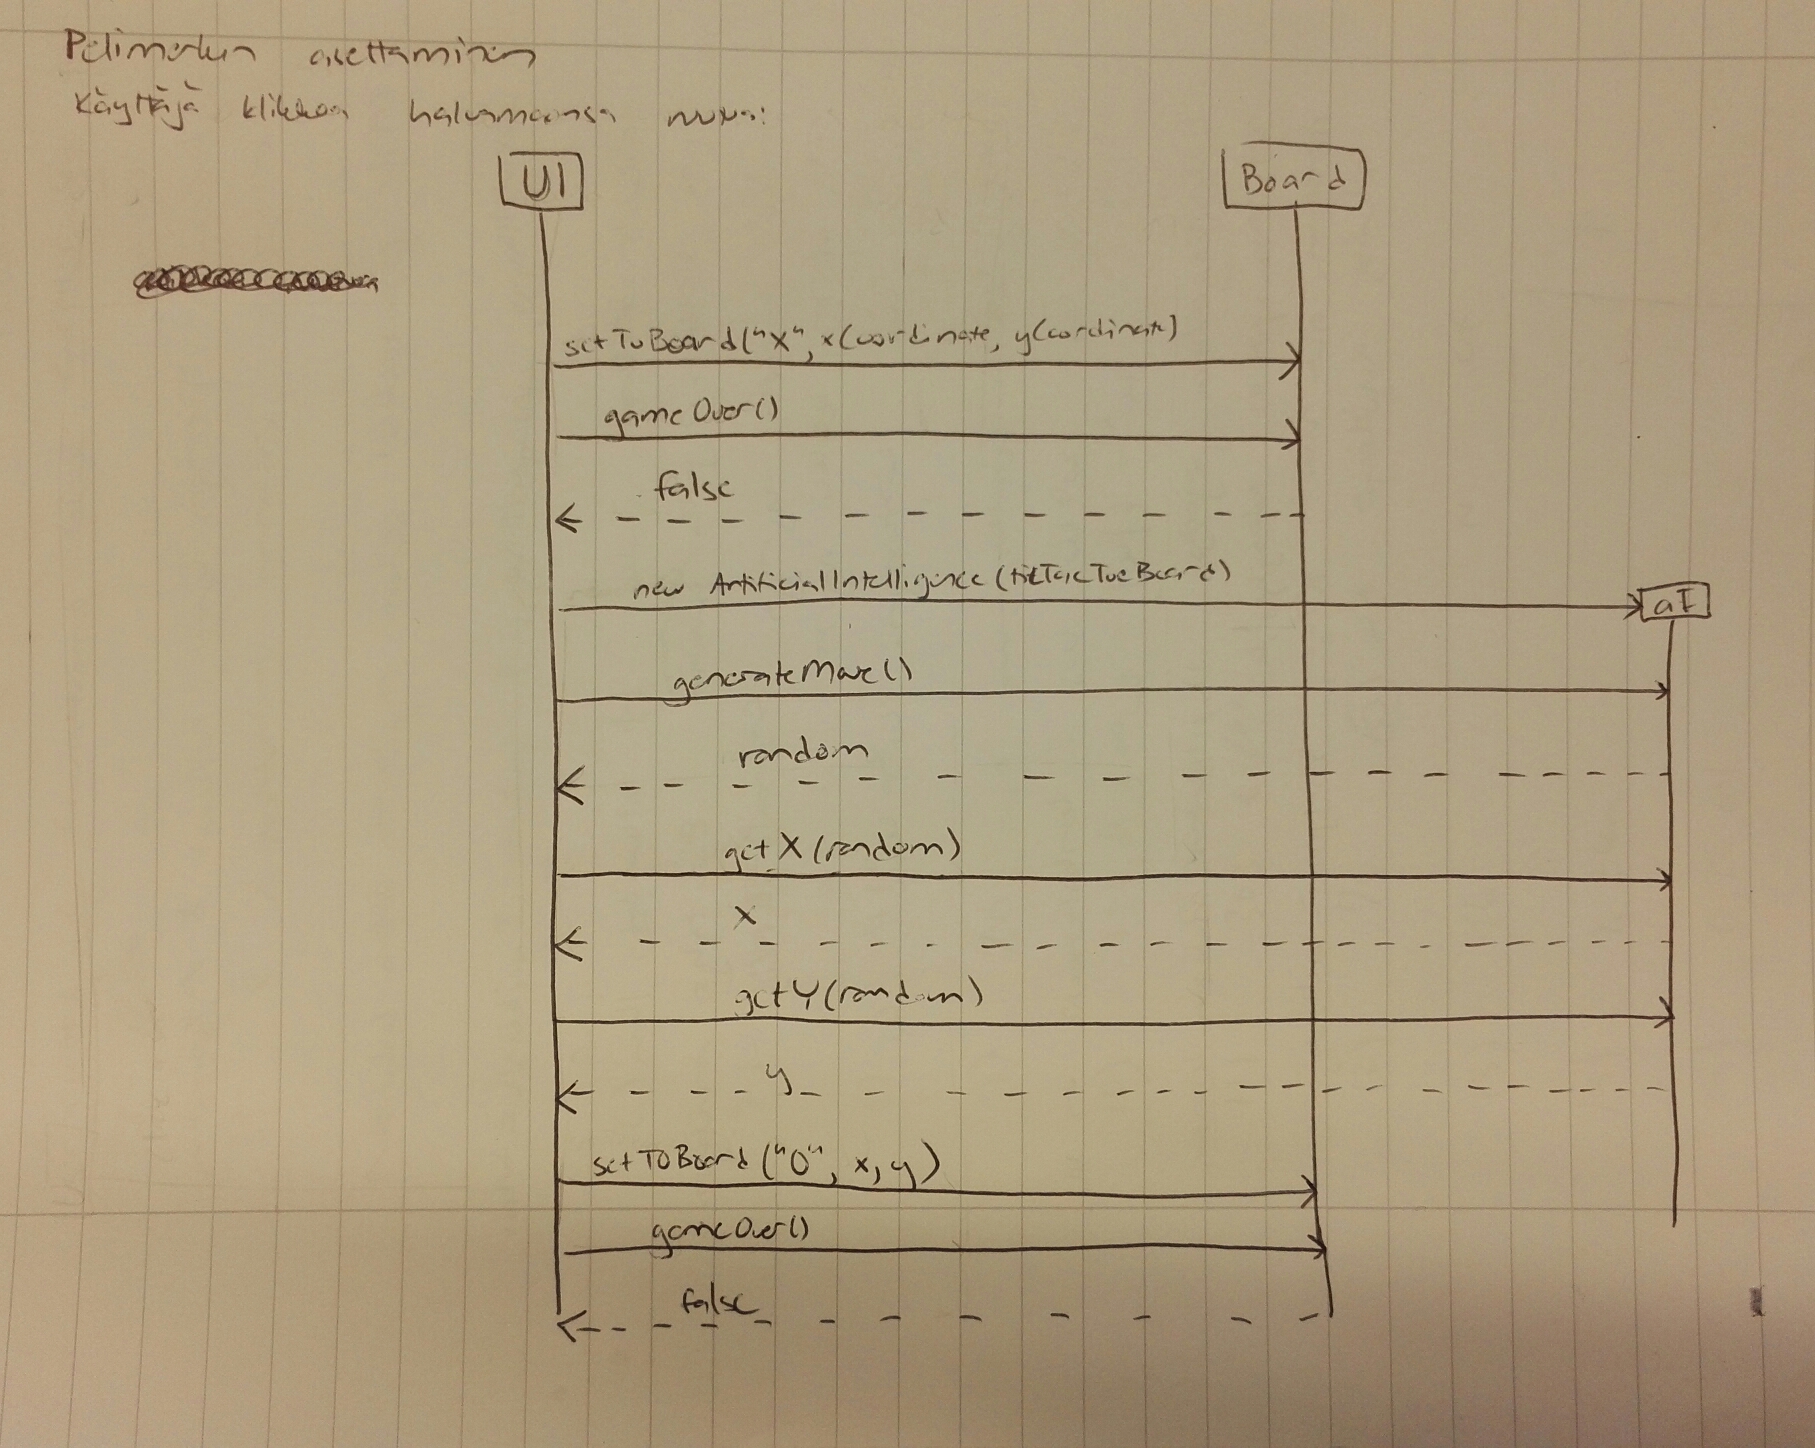 Pelimerkin asettaminen
Käyttäjä klikkaa haluamaansa ruutua:
UI
Board
setToBoard("X", xCoordinate, yCoordinate)
gameOver()
false
new ArtificialIntelligence(ticTacToeBoard)
aI
generateMove()
random
getX(random)
x
getY(random)
y
setToBoard("O", x, y)
gameOver()
false